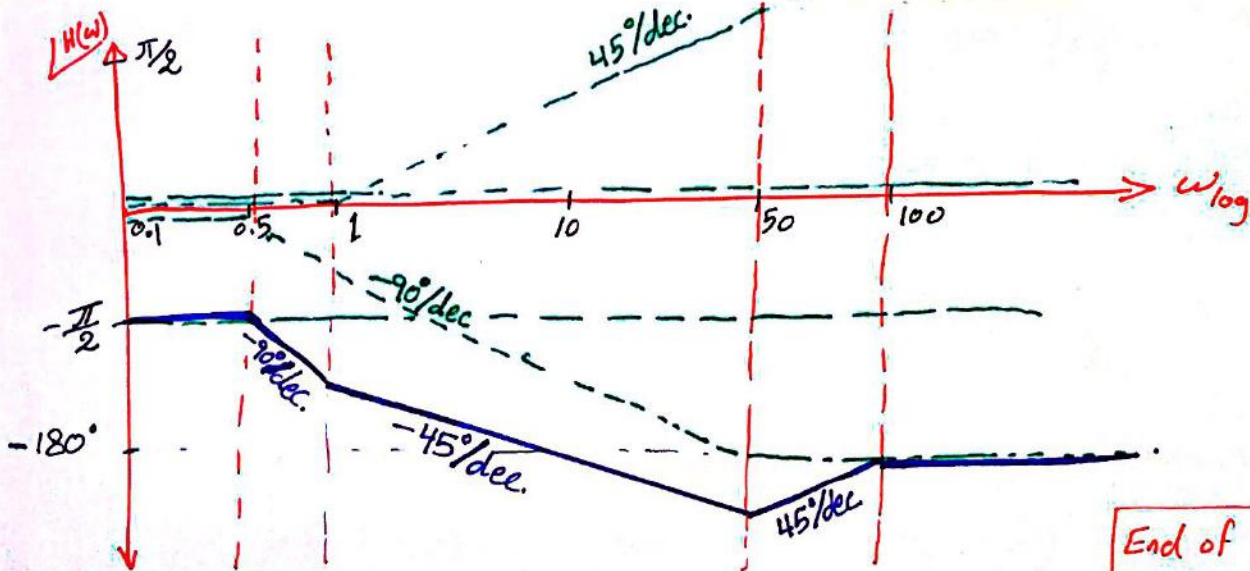 ∠H(ω)
π/2
45°/dec.
0.1
0.5
1
10
50
100
ω log
-90°/dec
-π/2
-90°/dec.
-180°
-45°/dec.
45°/dec
End of